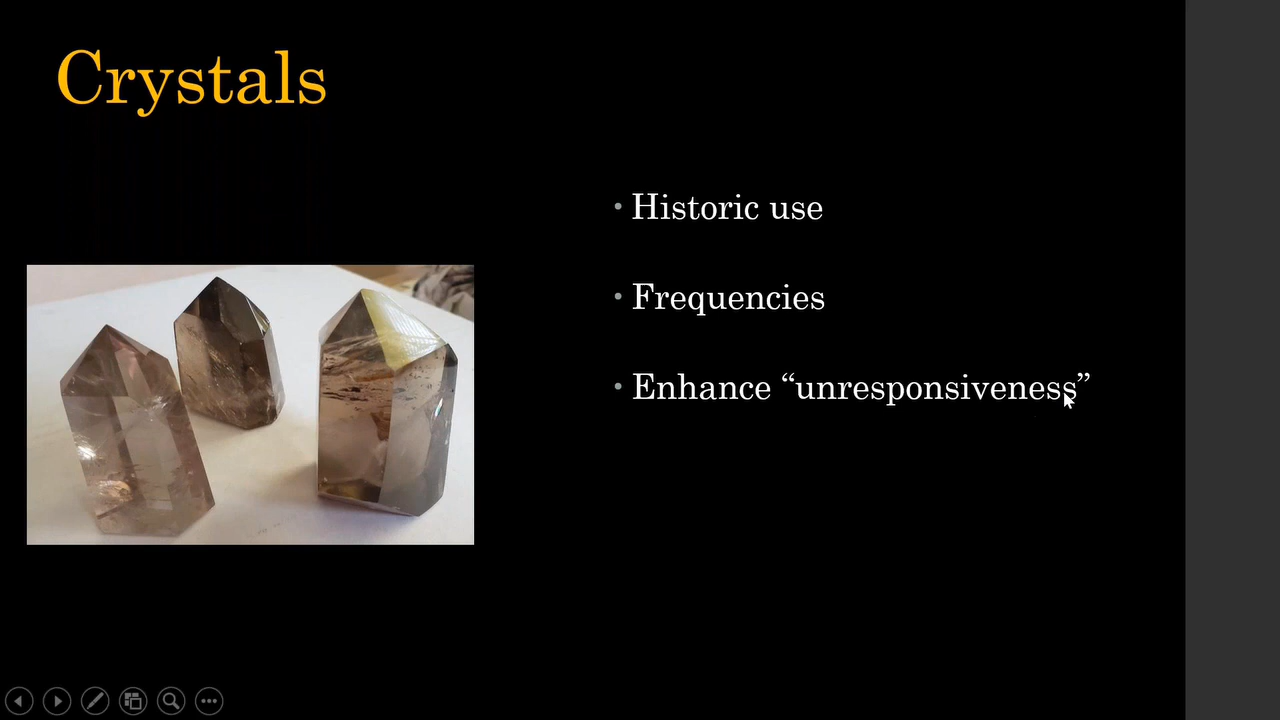 Crystals
• Historic use
• Frequencies
• Enhance “unresponsiveness”